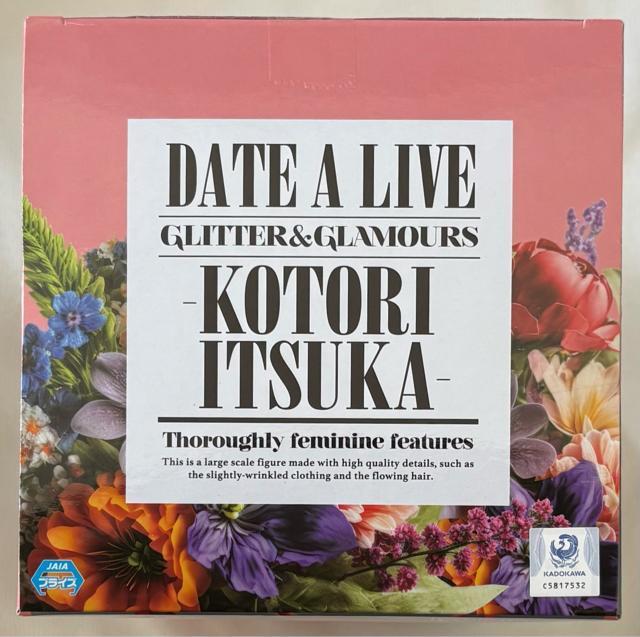 DATE A LIVE
GLITTER&GLAMOURS
-KOTORI
ITSUKA-
Thoroughly feminine features
This is a large scale figure made with high quality details, such as
the slightly-wrinkled clothing and the flowing hair.
JAIA
プライズ
KADOKAWA
C5817532